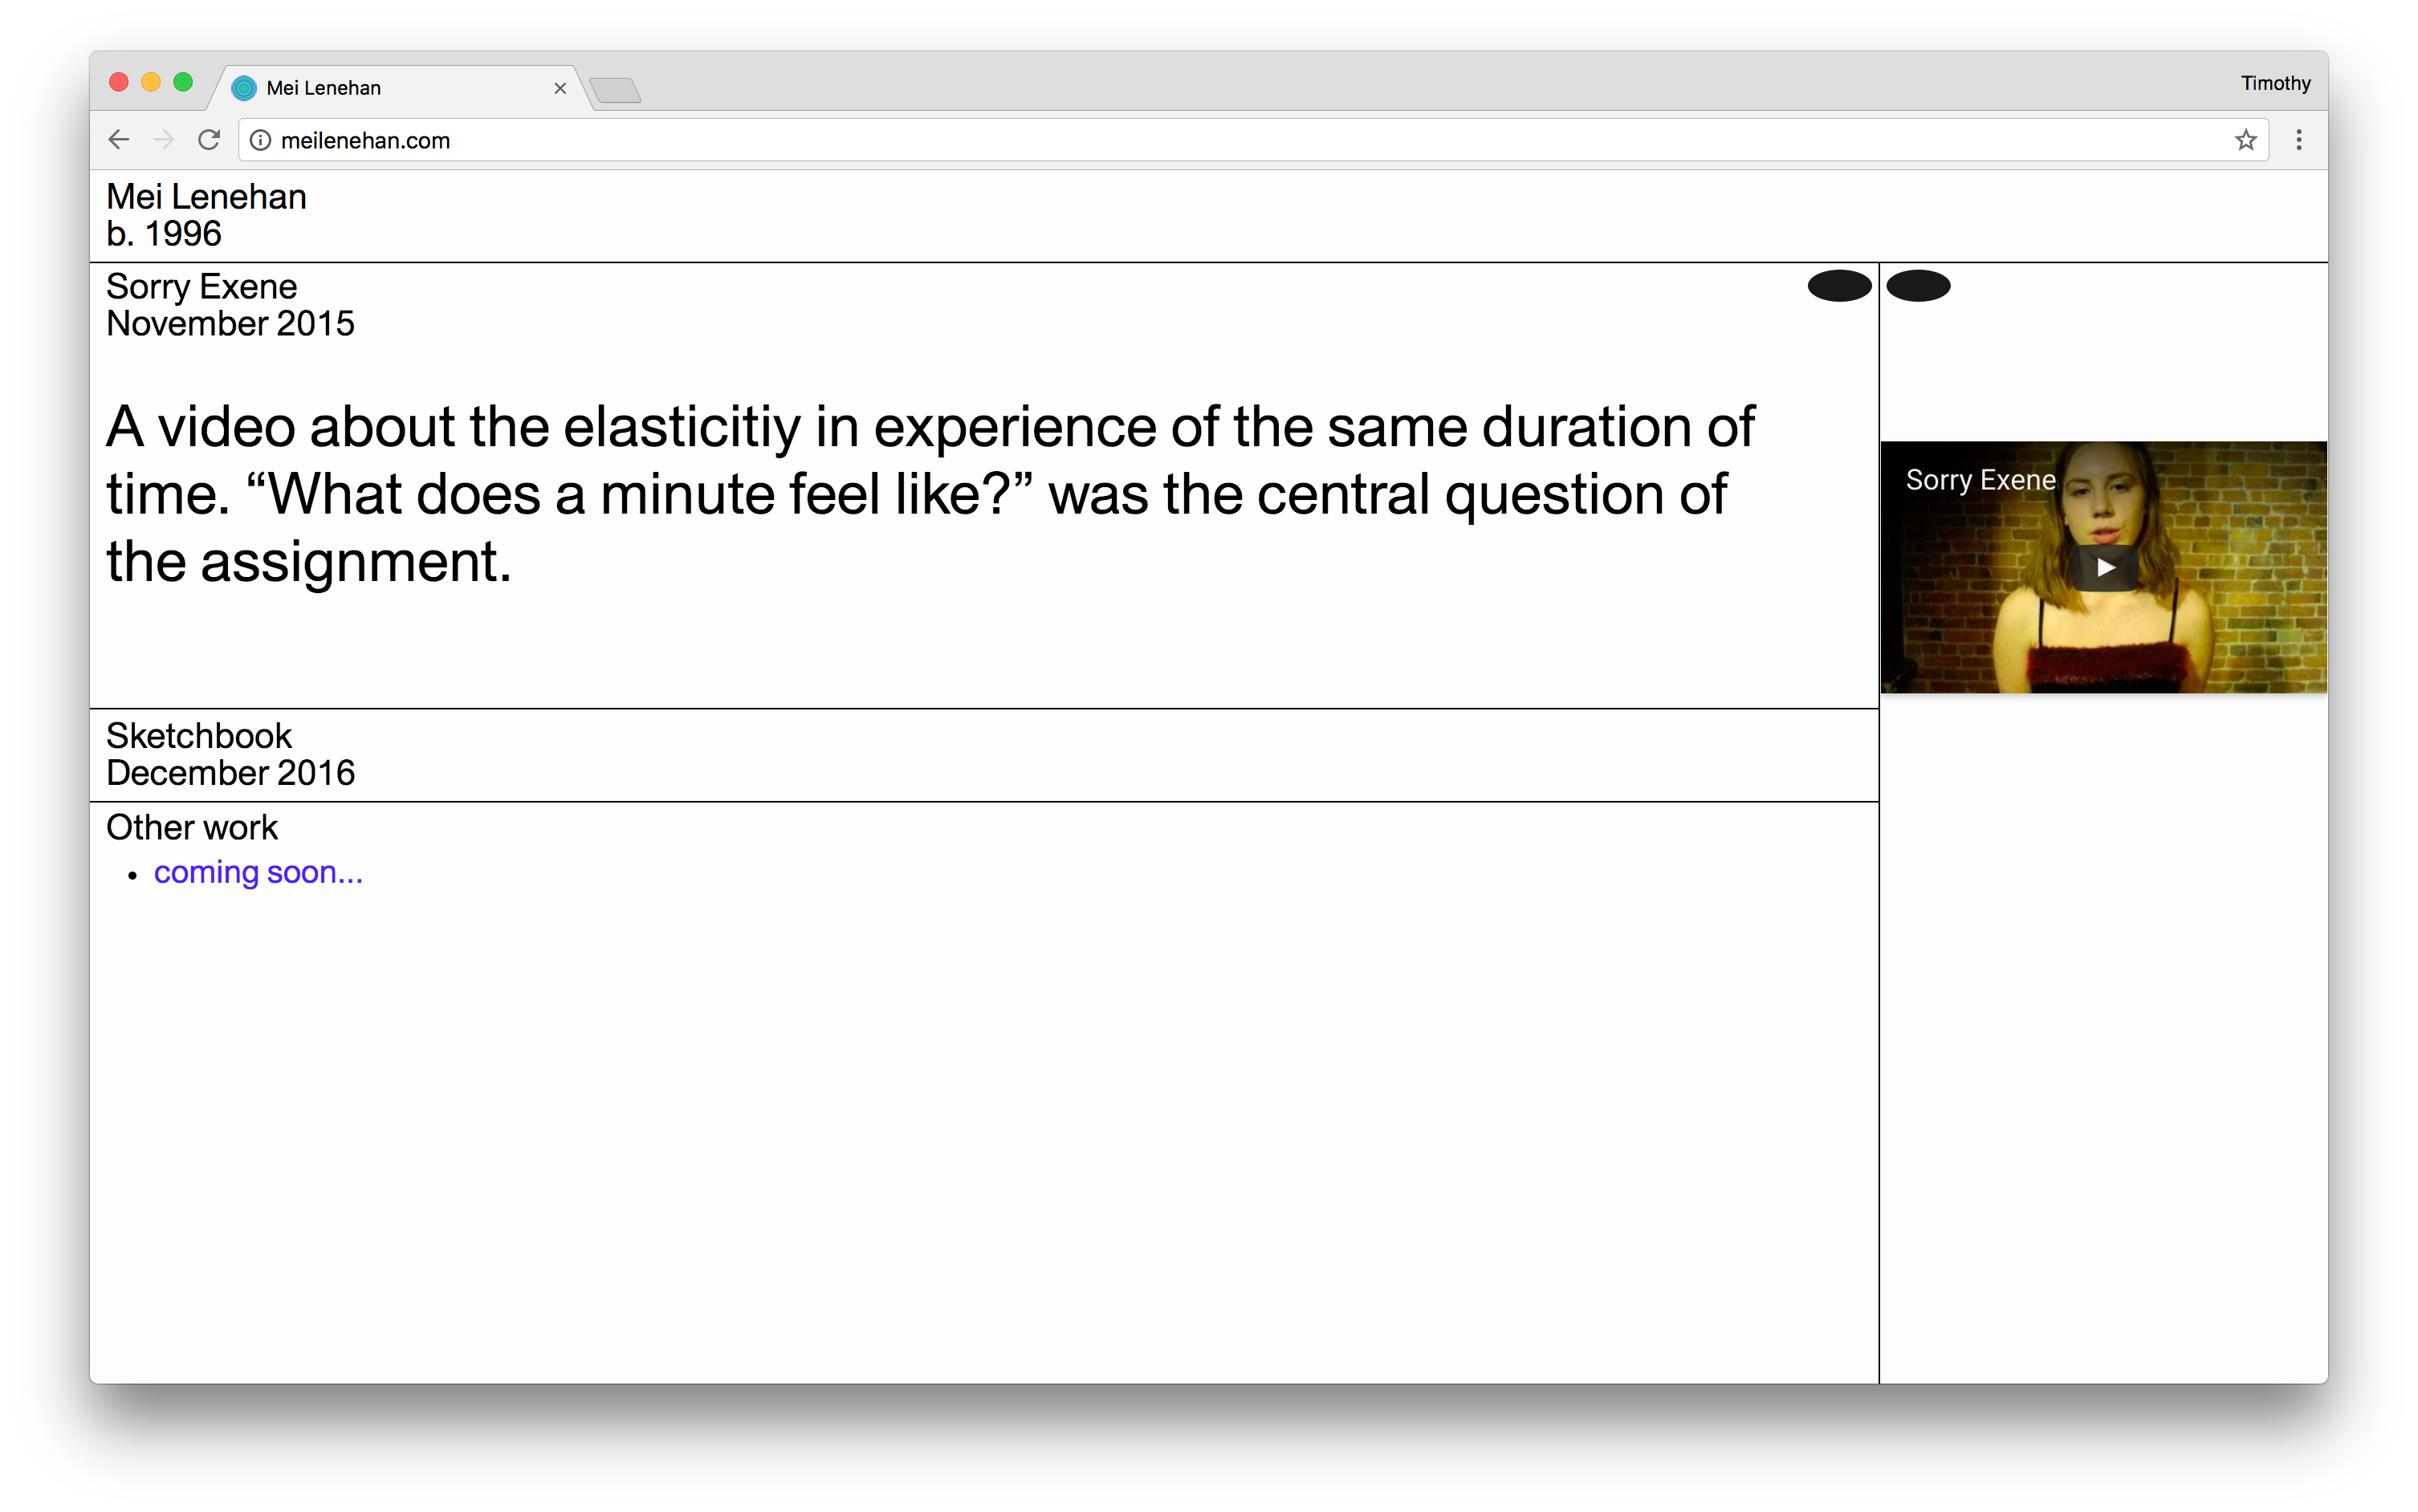 Mei Lenehan
Timothy
meilenehan.com
Mei Lenehan
b. 1996
Sorry Exene
November 2015
A video about the elasticitiy in experience of the same duration of
time. “What does a minute feel like?” was the central question of
the assignment.
Sorry Exene
Sketchbook
December 2016
Other work
coming soon...